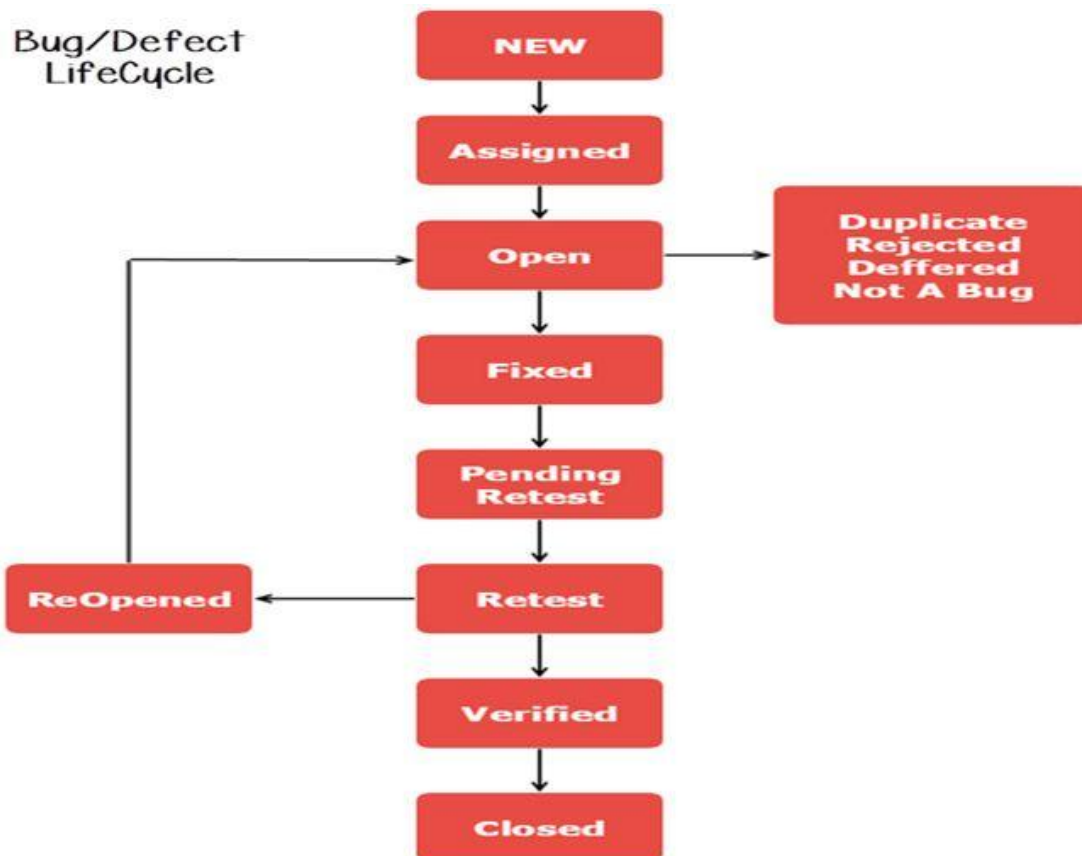 Bug/Defect
LifeCycle
NEW
Assigned
Open
Duplicate
Rejected
Deffered
Not A Bug
Fixed
Pending
Retest
ReOpened
Retest
Verified
Closed